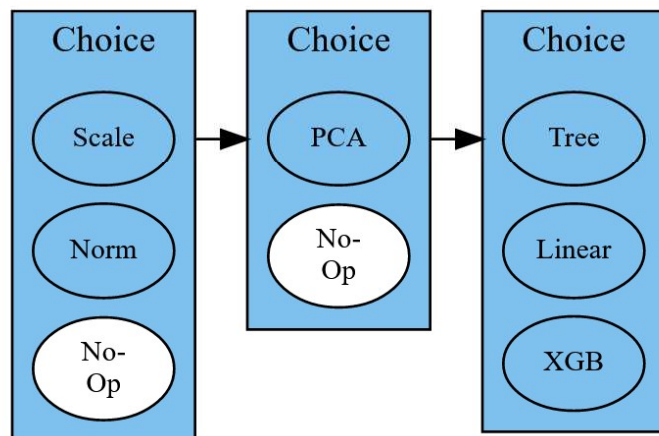 Choice
Scale
Norm
No-
Op
Choice
PCA
No-
Op
Choice
Tree
Linear
XGB